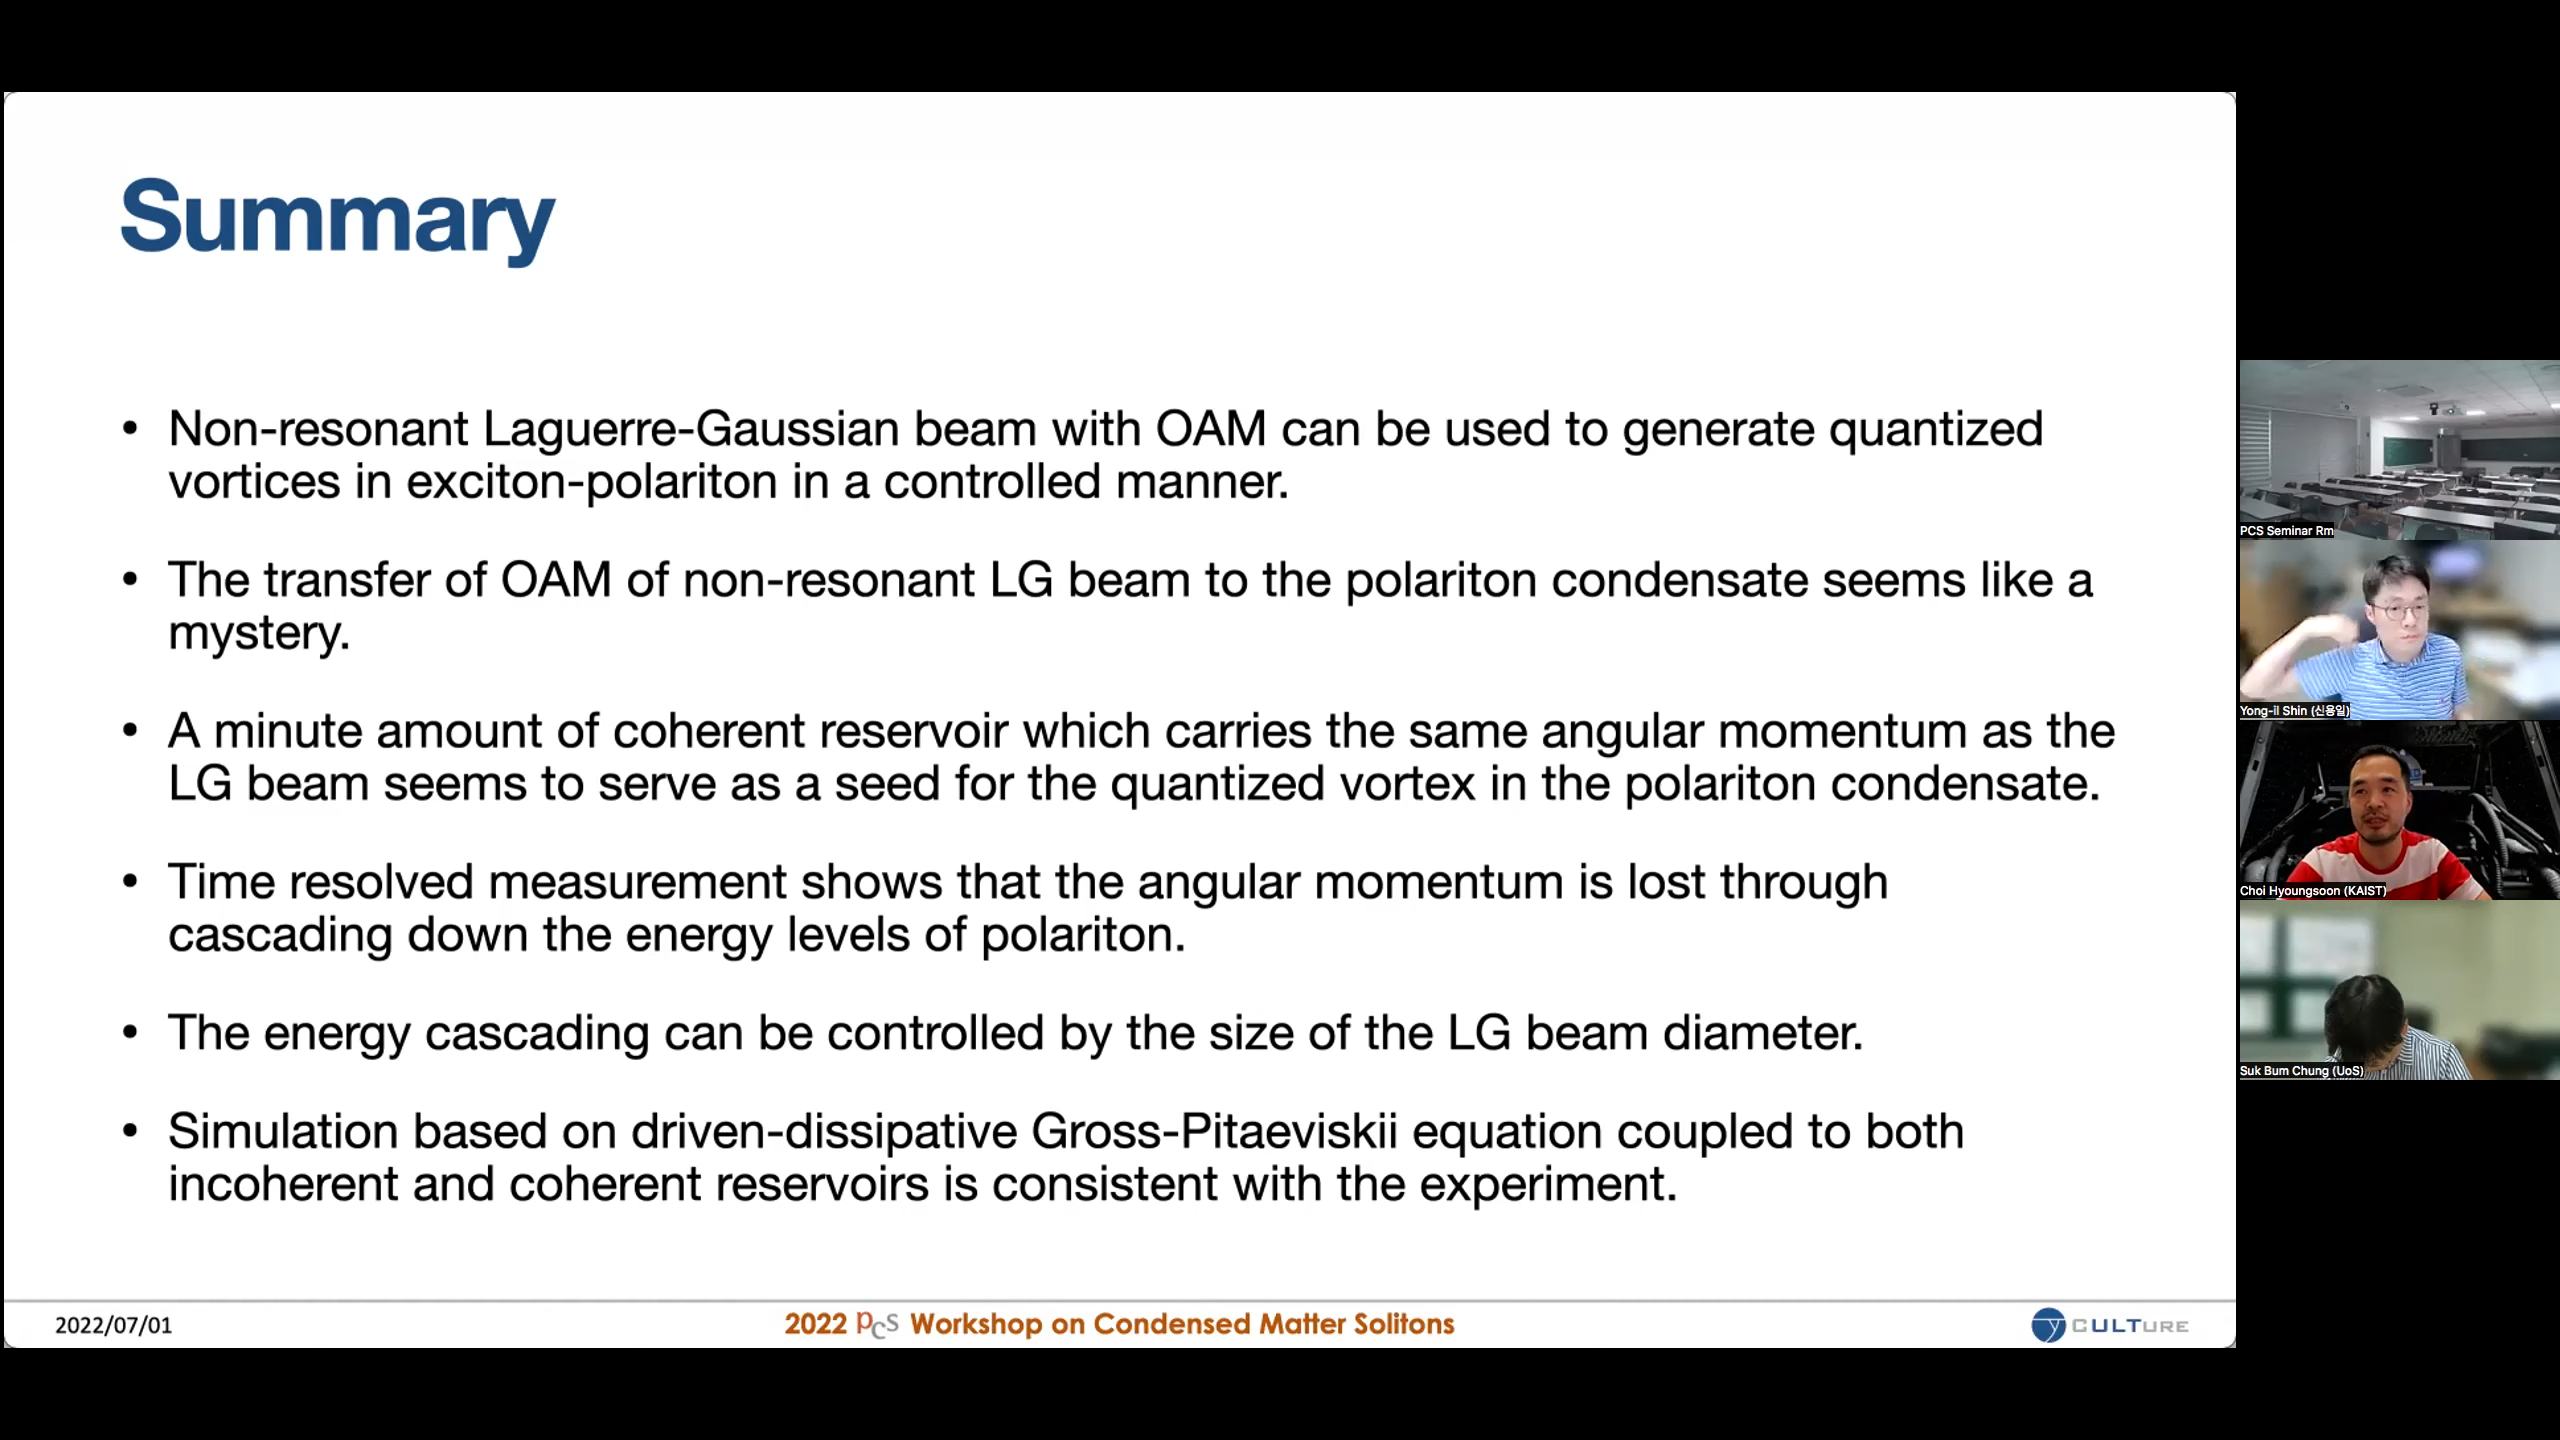 Summary
• Non-resonant Laguerre-Gaussian beam with OAM can be used to generate quantized
vortices in exciton-polariton in a controlled manner.
• The transfer of OAM of non-resonant LG beam to the polariton condensate seems like a
mystery.
• A minute amount of coherent reservoir which carries the same angular momentum as the
LG beam seems to serve as a seed for the quantized vortex in the polariton condensate.
• Time resolved measurement shows that the angular momentum is lost through
cascading down the energy levels of polariton.
• The energy cascading can be controlled by the size of the LG beam diameter.
• Simulation based on driven-dissipative Gross-Pitaeviskii equation coupled to both
incoherent and coherent reservoirs is consistent with the experiment.
2022/07/01
2022 PCS Workshop on Condensed Matter Solitons
CULTURE
PCS Seminar Rm
Yong-il Shin (신용일)
Choi Hyoungsoon (KAIST)
Suk Bum Chung (UoS)